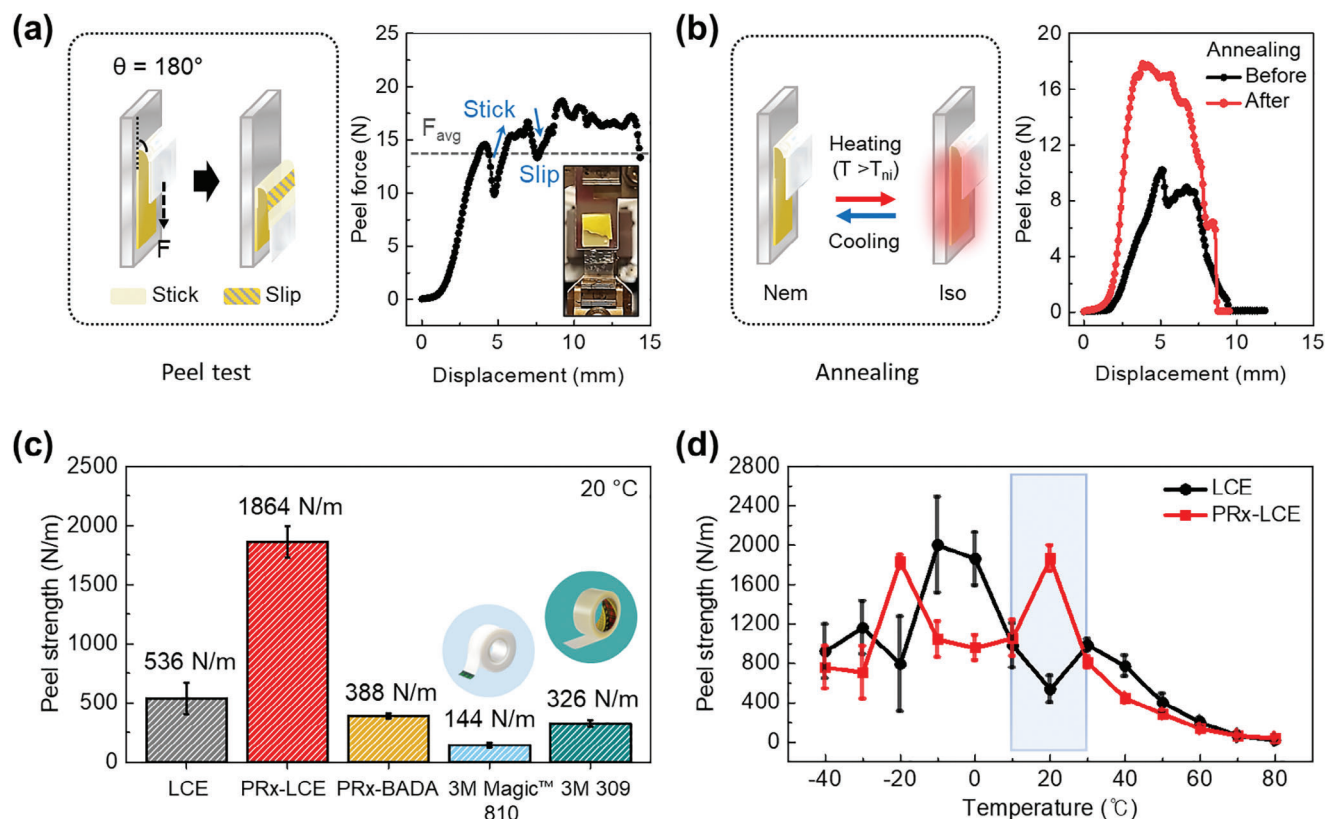 (a)
θ = 180°
F
Stick
Slip
Peel test
25
20
15
10
5
0
Peel force (N)
F_avg
Stick
Slip
0 5 10 15
Displacement (mm)
(b)
Heating
(T >T_ni)
Cooling
Nem
Iso
Annealing
20
16
12
8
4
0
Peel force (N)
Annealing
Before
After
0 5 10 15
Displacement (mm)
(c)
2500
2000
1500
1000
500
0
Peel strength (N/m)
20 °C
536 N/m
1864 N/m
388 N/m
144 N/m
326 N/m
LCE PRx-LCE PRx-BADA 3M Magic™ 3M 309
810
(d)
2800
2400
2000
1600
1200
800
400
0
Peel strength (N/m)
LCE
PRx-LCE
-40 -20 0 20 40 60 80
Temperature (℃)